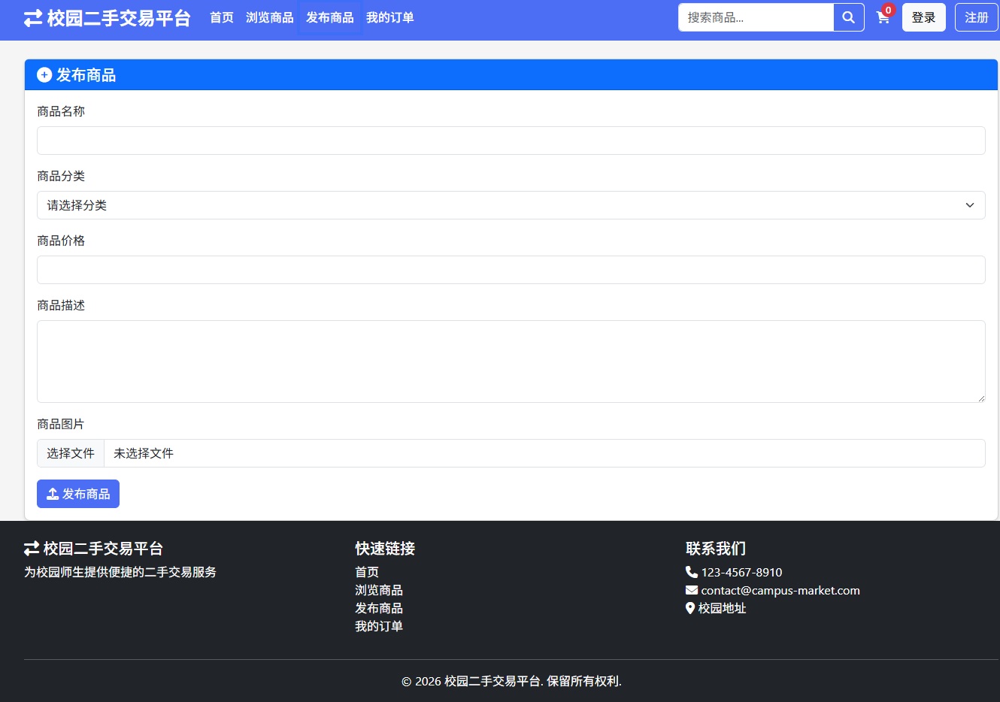 校园二手交易平台 首页 浏览商品 发布商品 我的订单 搜索商品... 0 登录 注册
发布商品
商品名称
商品分类
请选择分类
商品价格
商品描述
商品图片
选择文件 未选择文件
发布商品
校园二手交易平台
为校园师生提供便捷的二手交易服务
快速链接
首页
浏览商品
发布商品
我的订单
联系我们
123-4567-8910
contact@campus-market.com
校园地址
© 2026 校园二手交易平台. 保留所有权利.